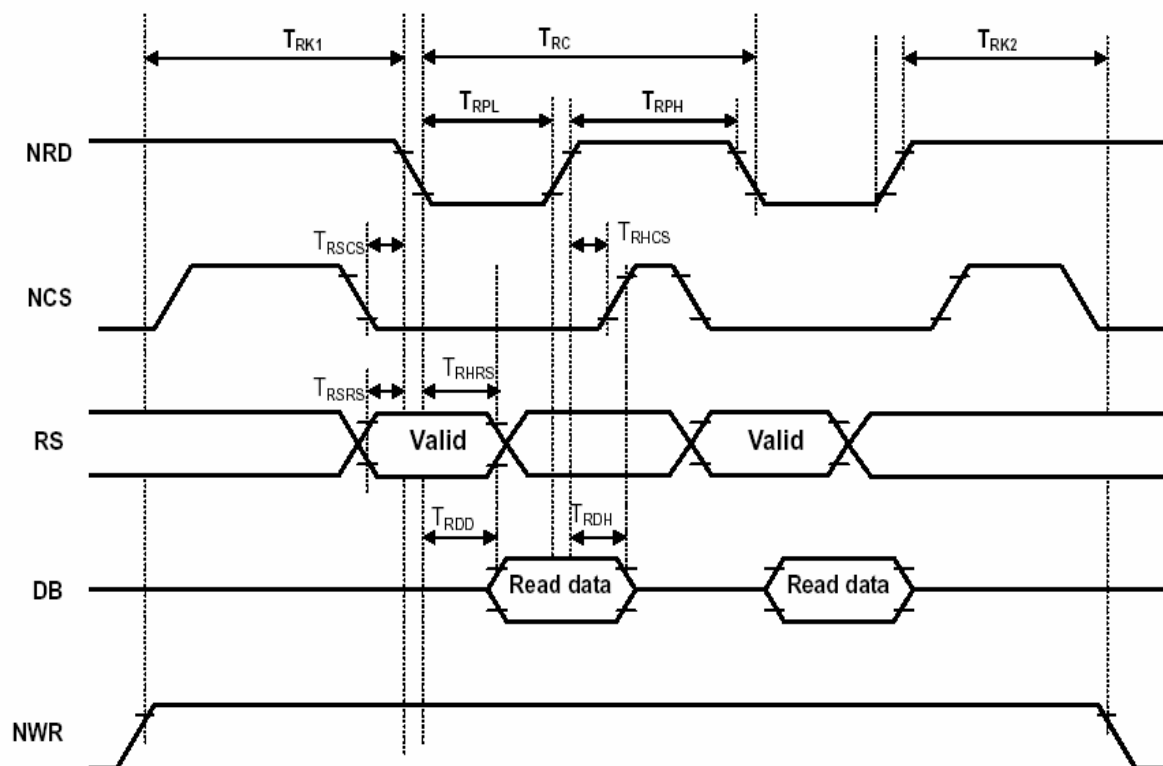 TRK1
TRC
TRK2
TRPL
TRPH
NRD
TRSCS
TRHCS
NCS
TRSRS
TRHRS
RS
Valid
Valid
TRDD
TRDH
DB
Read data
Read data
NWR